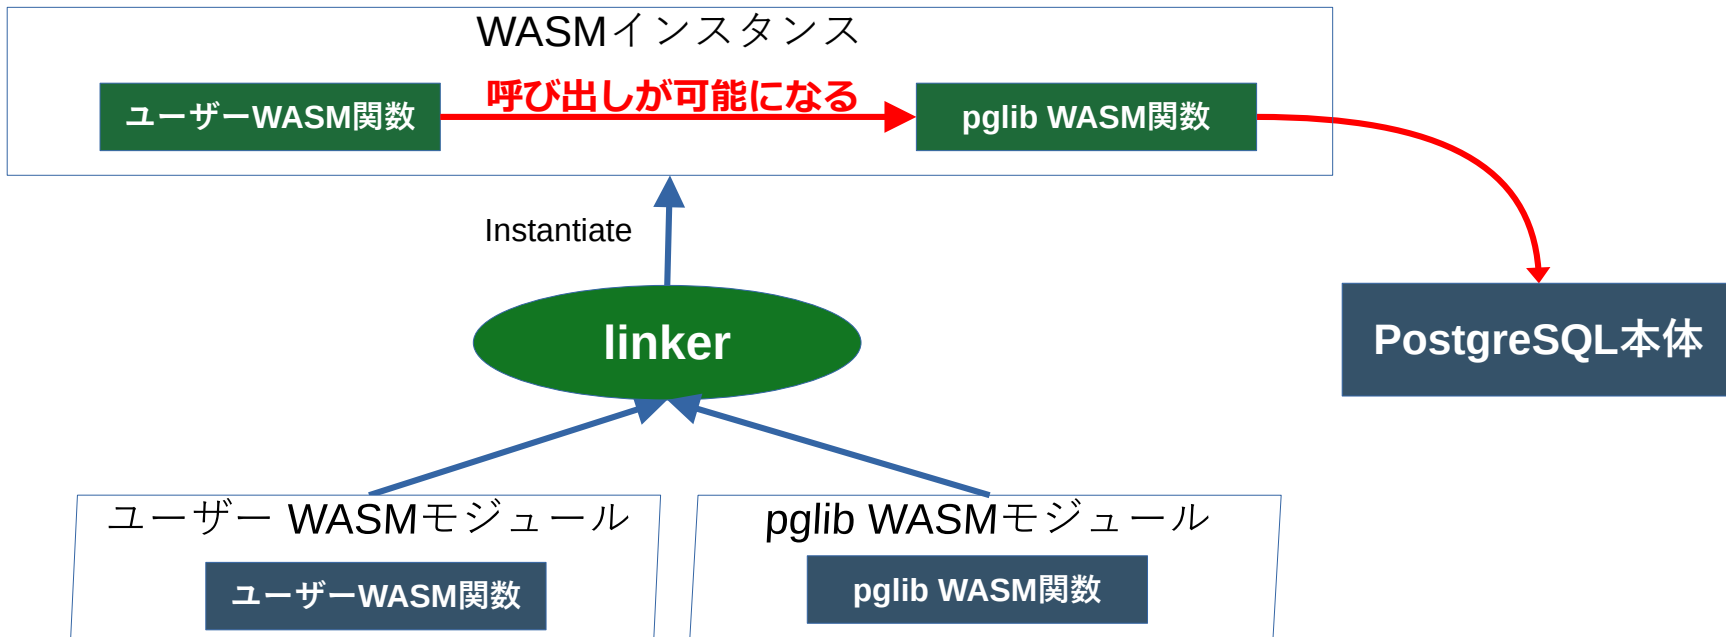 WASMインスタンス
呼び出しが可能になる
ユーザーWASM関数
pglib WASM関数
Instantiate
linker
PostgreSQL本体
ユーザー WASMモジュール
pglib WASMモジュール
ユーザーWASM関数
pglib WASM関数